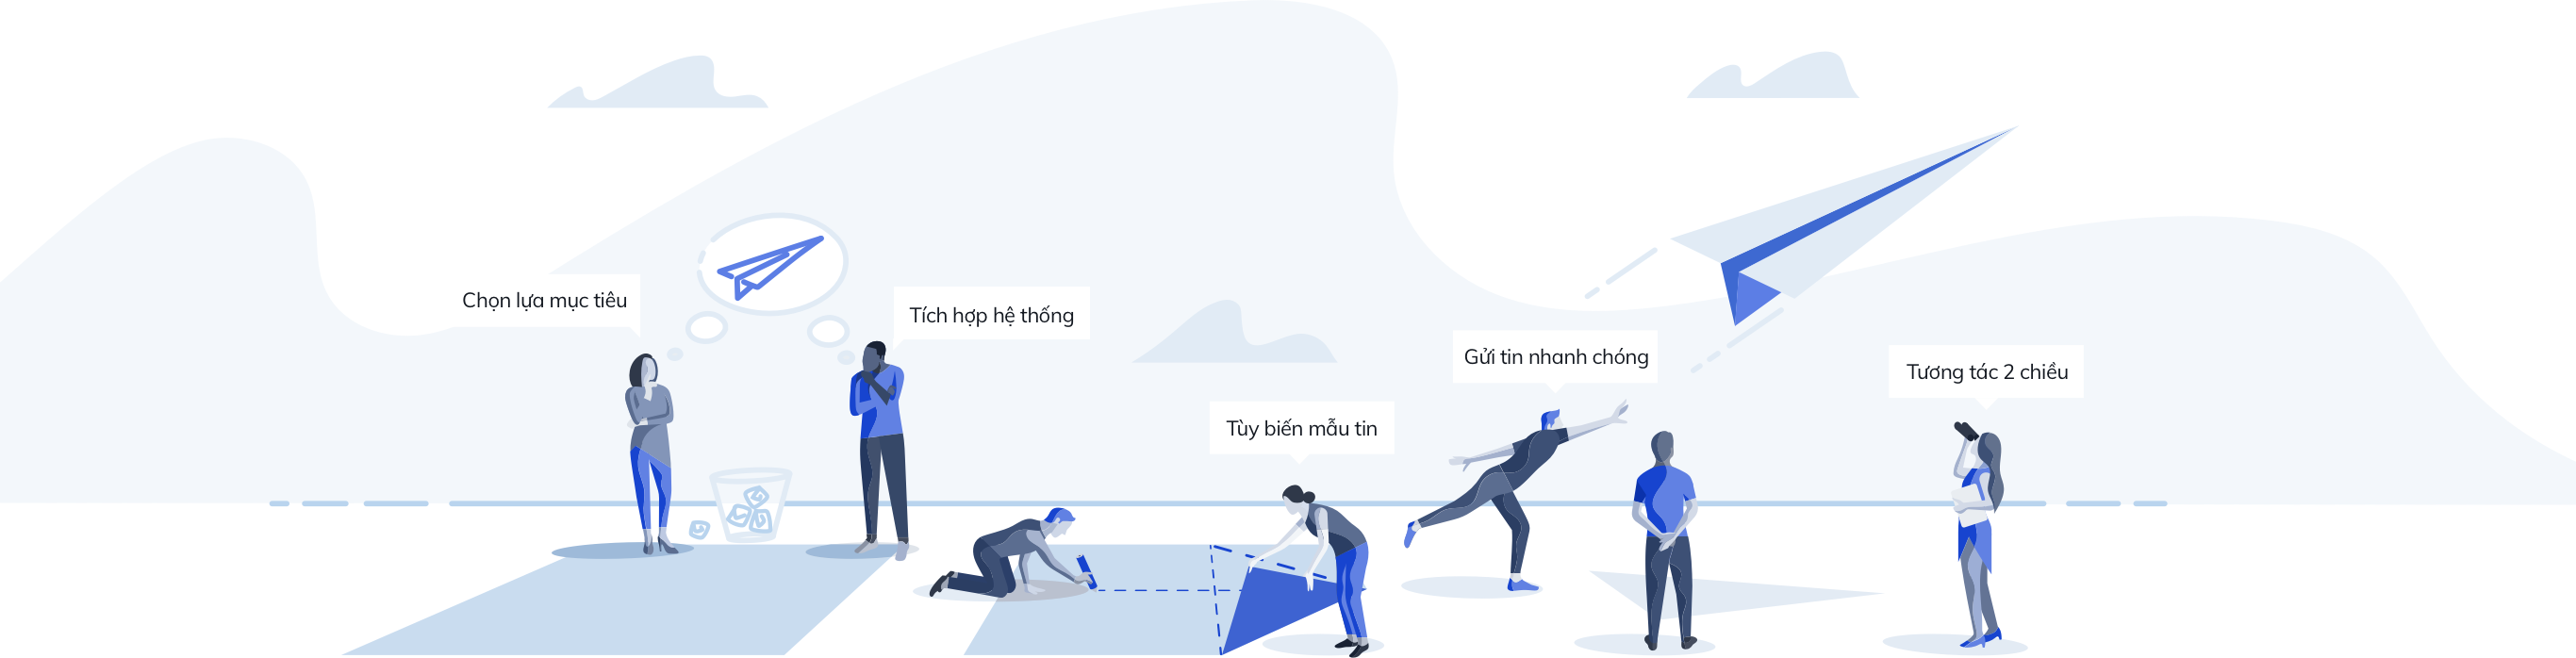 Chọn lựa mục tiêu
Tích hợp hệ thống
Tùy biến mẫu tin
Gửi tin nhanh chóng
Tương tác 2 chiều